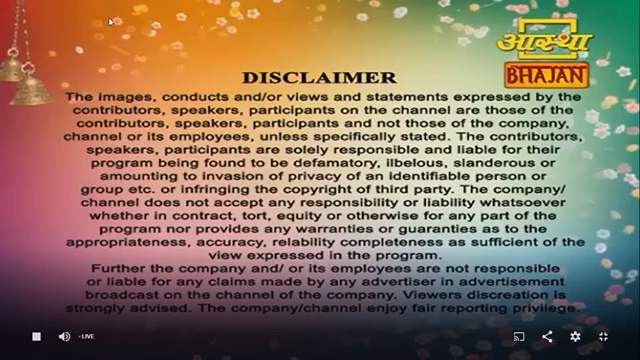 आस्था
BHAJAN
DISCLAIMER
The images, conducts and/or views and statements expressed by the
contributors, speakers, participants on the channel are those of the
contributors, speakers, participants and not those of the company,
channel or its employees, unless specifically stated. The contributors,
speakers, participants are solely responsible and liable for their
program being found to be defamatory, ilbelous, slanderous or
amounting to invasion of privacy of an identifiable person or
group etc. or infringing the copyright of third party. The company/
channel does not accept any responsibility or liability whatsoever
whether in contract, tort, equity or otherwise for any part of the
program nor provides any warranties or guaranties as to the
appropriateness, accuracy, relability completeness as sufficient of the
view expressed in the program.
Further the company and/ or its employees are not responsible
or liable for any claims made by any advertiser in advertisement
broadcast on the channel of the company. Viewers discreation is
strongly advised. The company/channel enjoy fair reporting privilege.
LIVE